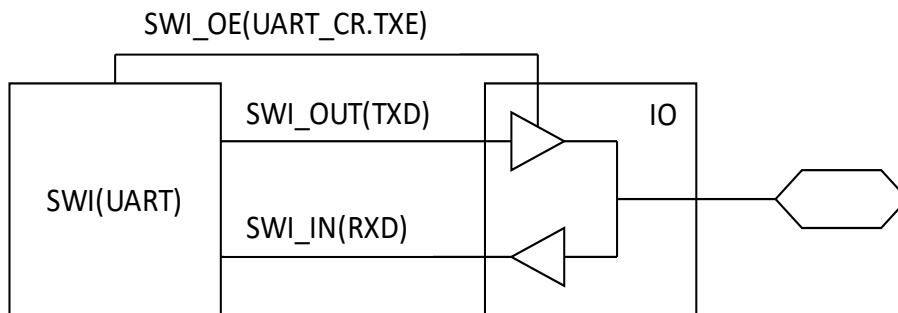 SWI_OE(UART_CR.TXE)
SWI_OUT(TXD)
IO
SWI(UART)
SWI_IN(RXD)